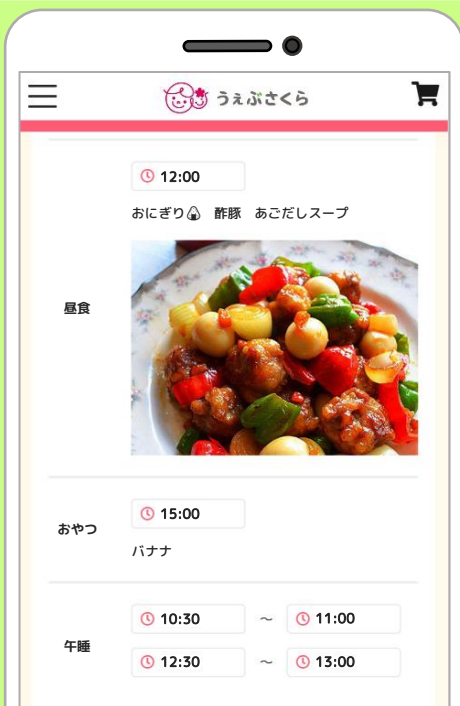 うぇぶさくら
12:00
おにぎり🍙 酢豚 あごだしスープ
昼食
15:00
おやつ
バナナ
10:30 ～ 11:00
午睡
12:30 ～ 13:00